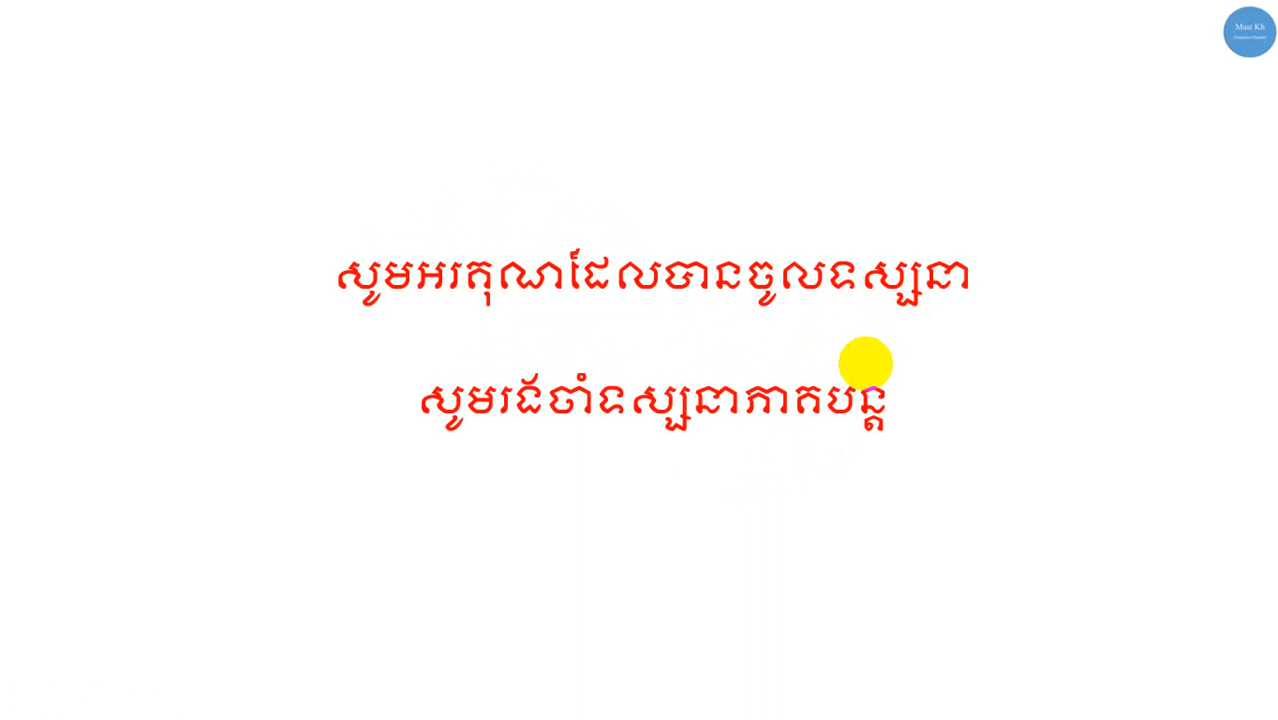 Mast Kh
សូមអរគុណដែលបានចូលទស្សនា
សូមរង់ចាំទស្សនាភាគបន្ត